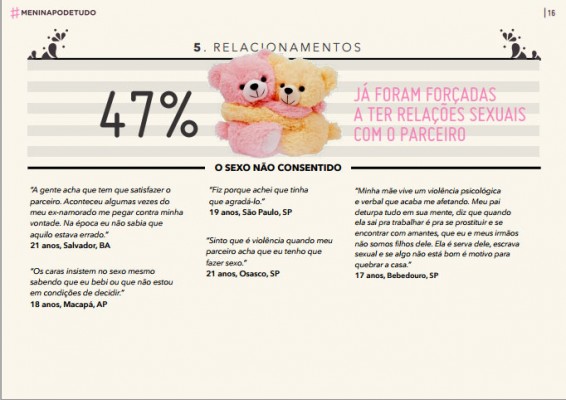 #MENINAPODETUDO
|16
5. RELACIONAMENTOS
47%
JÁ FORAM FORÇADAS
A TER RELAÇÕES SEXUAIS
COM O PARCEIRO
O SEXO NÃO CONSENTIDO
"A gente acha que tem que satisfazer o
parceiro. Aconteceu algumas vezes do
meu ex-namorado me pegar contra minha
vontade. Na época eu não sabia que
aquilo estava errado."
21 anos, Salvador, BA
"Os caras insistem no sexo mesmo
sabendo que eu bebi ou que não estou
em condições de decidir."
18 anos, Macapá, AP
"Fiz porque achei que tinha
que agradá-lo."
19 anos, São Paulo, SP
"Sinto que é violência quando meu
parceiro acha que eu tenho que
fazer sexo."
21 anos, Osasco, SP
"Minha mãe vive um violência psicológica
e verbal que acaba me afetando. Meu pai
deturpa tudo em sua mente, diz que quando
ela sai pra trabalhar é pra se prostituir e se
encontrar com amantes, que eu e meus irmãos
não somos filhos dele. Ela é serva dele, escrava
sexual e se algo não está bom é motivo para
quebrar a casa."
17 anos, Bebedouro, SP